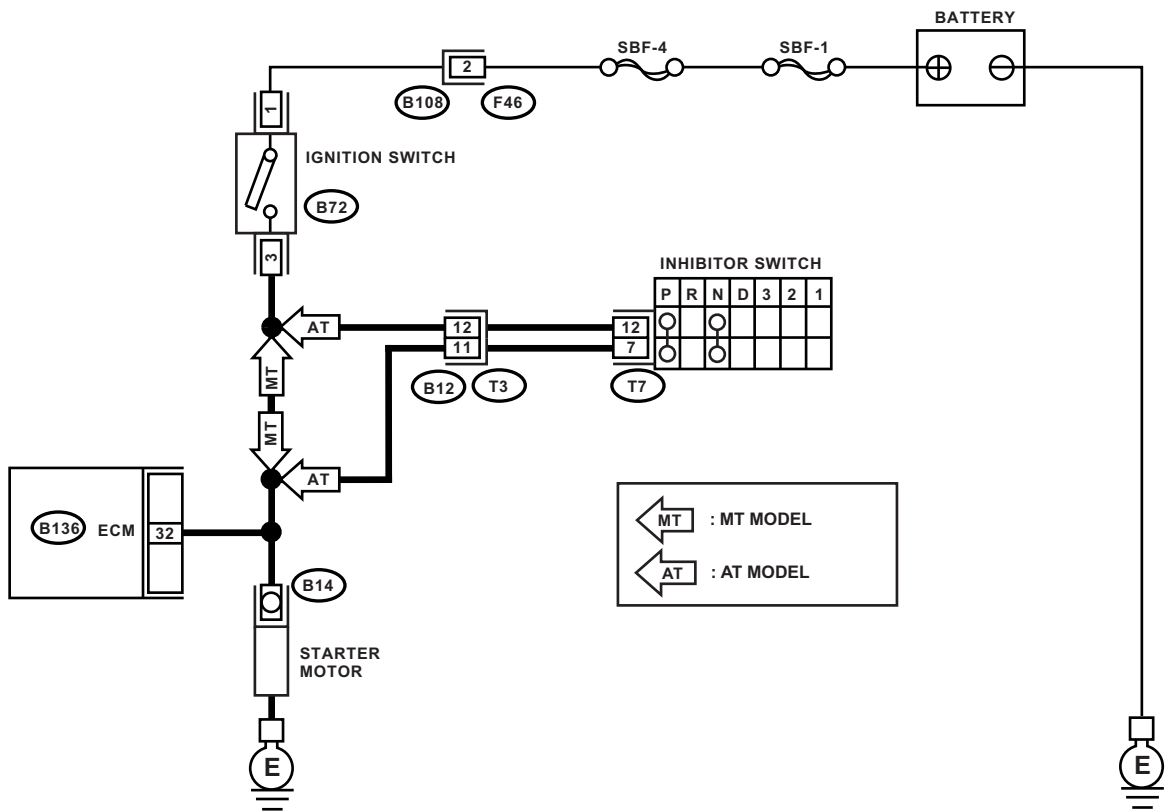 BATTERY
SBF-4
SBF-1
2
B108
F46
1
IGNITION SWITCH
B72
3
INHIBITOR SWITCH
P R N D 3 2 1
AT
12
12
11
7
B12
T3
T7
MT
MT
AT
B136
ECM
32
MT : MT MODEL
AT : AT MODEL
B14
STARTER
MOTOR
E
E